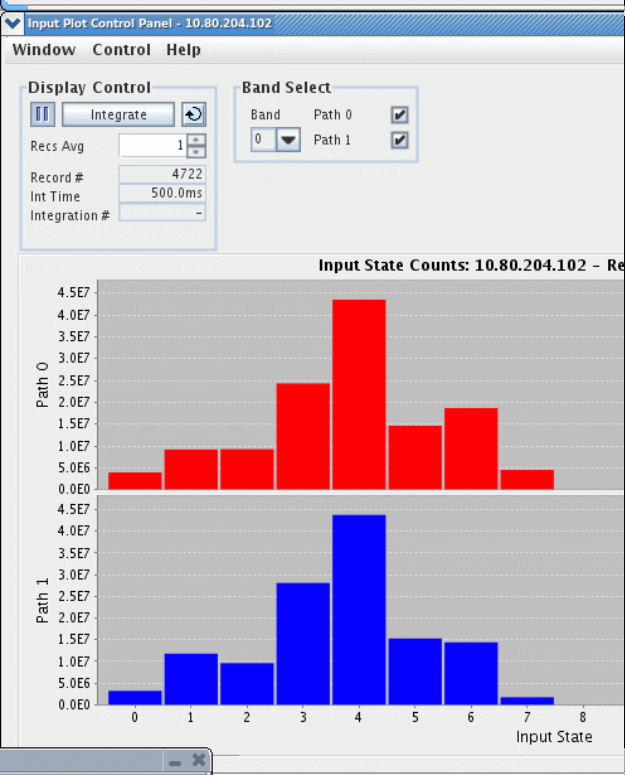 Input Plot Control Panel - 10.80.204.102
Window Control Help
Display Control
Integrate
Recs Avg 1
Record # 4722
Int Time 500.0ms
Integration # -
Band Select
Band Path 0
0 Path 1
Input State Counts: 10.80.204.102 - Re
Path 0
4.5E7
4.0E7
3.5E7
3.0E7
2.5E7
2.0E7
1.5E7
1.0E7
5.0E6
0.0E0
Path 1
4.5E7
4.0E7
3.5E7
3.0E7
2.5E7
2.0E7
1.5E7
1.0E7
5.0E6
0.0E0
0 1 2 3 4 5 6 7 8
Input State